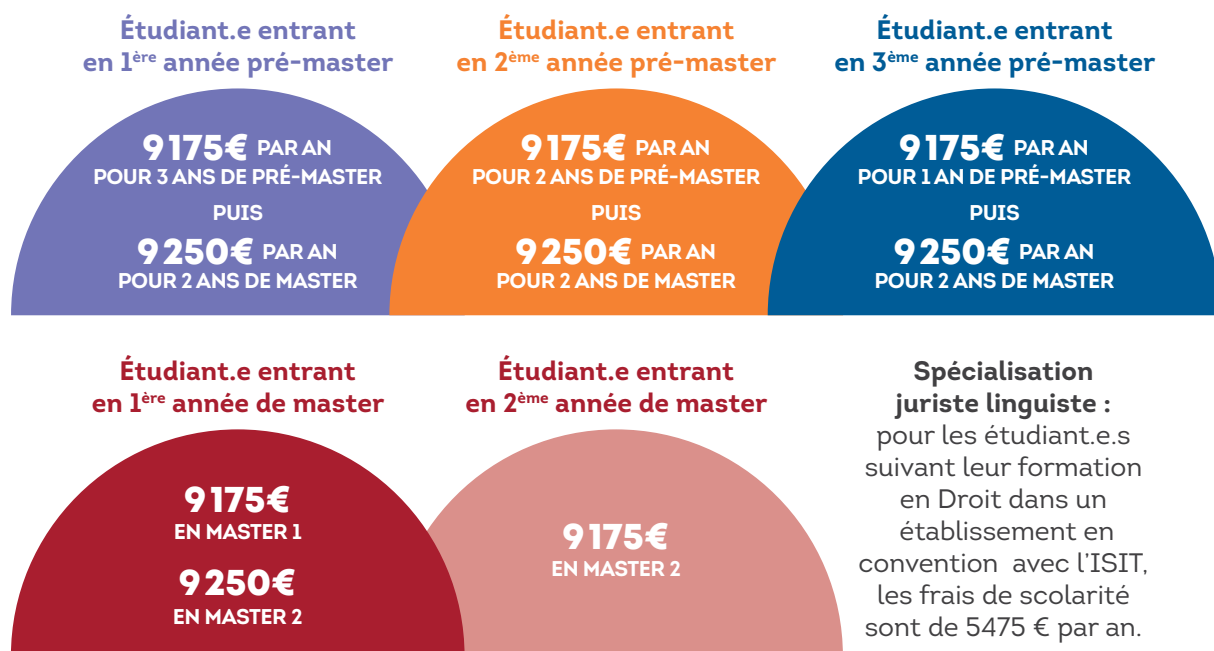 Étudiant.e entrant
en 1ère année pré-master
9175€ PAR AN
POUR 3 ANS DE PRÉ-MASTER
PUIS
9250€ PAR AN
POUR 2 ANS DE MASTER
Étudiant.e entrant
en 2ème année pré-master
9175€ PAR AN
POUR 2 ANS DE PRÉ-MASTER
PUIS
9250€ PAR AN
POUR 2 ANS DE MASTER
Étudiant.e entrant
en 3ème année pré-master
9175€ PAR AN
POUR 1 AN DE PRÉ-MASTER
PUIS
9250€ PAR AN
POUR 2 ANS DE MASTER
Étudiant.e entrant
en 1ère année de master
9175€
EN MASTER 1
9250€
EN MASTER 2
Étudiant.e entrant
en 2ème année de master
9175€
EN MASTER 2
Spécialisation
juriste linguiste :
pour les étudiant.e.s
suivant leur formation
en Droit dans un
établissement en
convention avec l'ISIT,
les frais de scolarité
sont de 5475 € par an.